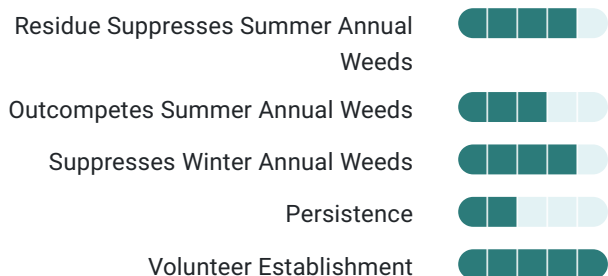 Residue Suppresses Summer Annual
Weeds
Outcompetes Summer Annual Weeds
Suppresses Winter Annual Weeds
Persistence
Volunteer Establishment